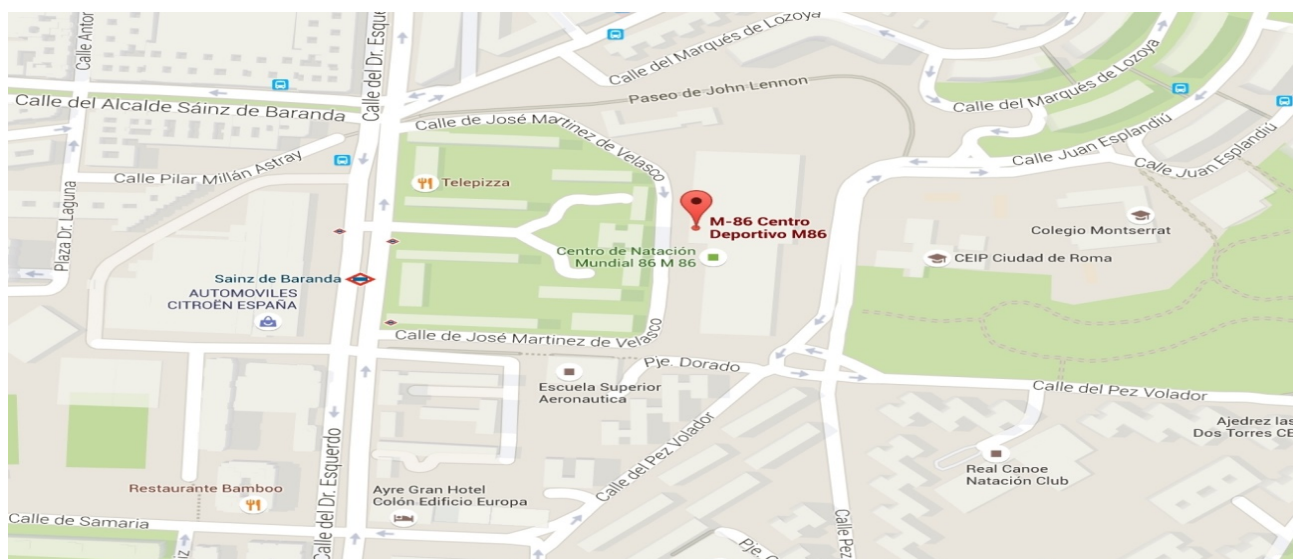 Calle Anton
Calle del Dr. Esquerdo
Calle del Marqués de Lozoya
Calle del Alcalde Sáinz de Baranda
Paseo de John Lennon
Calle del Marqués de Lozoya
Calle de José Martinez de Velasco
Calle Juan Esplandiú
Calle Juan Esplandiú
Calle Pilar Millán Astray
Telepizza
Plaza Dr. Laguna
M-86 Centro
Deportivo M86
Colegio Montserrat
Centro de Natación
Mundial 86 M 86
CEIP Ciudad de Roma
Sainz de Baranda
AUTOMOVILES
CITROËN ESPAÑA
Calle de José Martinez de Velasco
Pje. Dorado
Escuela Superior
Aeronautica
Calle del Pez Volador
Calle del Pez Volador
Ajedrez las
Dos Torres CE
Calle del Dr. Esquerdo
Real Canoe
Natación Club
Restaurante Bamboo
Ayre Gran Hotel
Colón Edificio Europa
Calle de Samaria
Calle Pez
Pje.